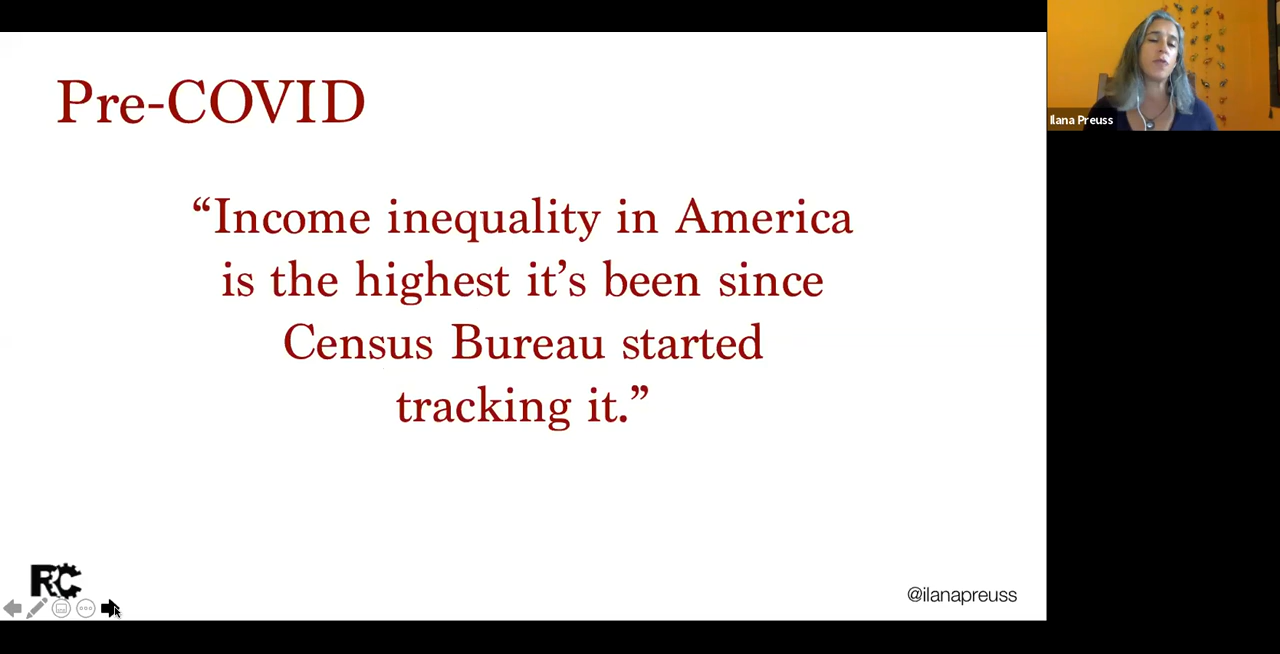 Pre-COVID
“Income inequality in America
is the highest it’s been since
Census Bureau started
tracking it.”
RC
@ilanapreuss
Ilana Preuss